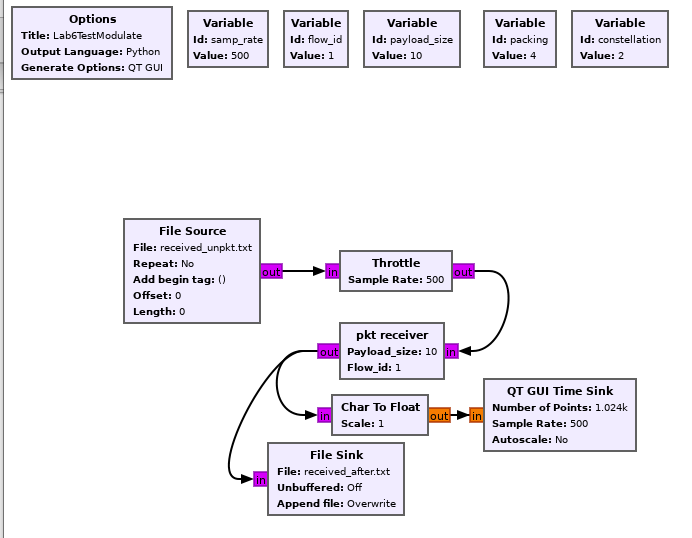 Options
Title: Lab6TestModulate
Output Language: Python
Generate Options: QT GUI
Variable
Id: samp_rate
Value: 500
Variable
Id: flow_id
Value: 1
Variable
Id: payload_size
Value: 10
Variable
Id: packing
Value: 4
Variable
Id: constellation
Value: 2
File Source
File: received_unpkt.txt
Repeat: No
Add begin tag: ()
Offset: 0
Length: 0
out
in
Throttle
Sample Rate: 500
out
out
pkt receiver
Payload_size: 10
Flow_id: 1
in
in
Char To Float
Scale: 1
out
in
QT GUI Time Sink
Number of Points: 1.024k
Sample Rate: 500
Autoscale: No
in
File Sink
File: received_after.txt
Unbuffered: Off
Append file: Overwrite